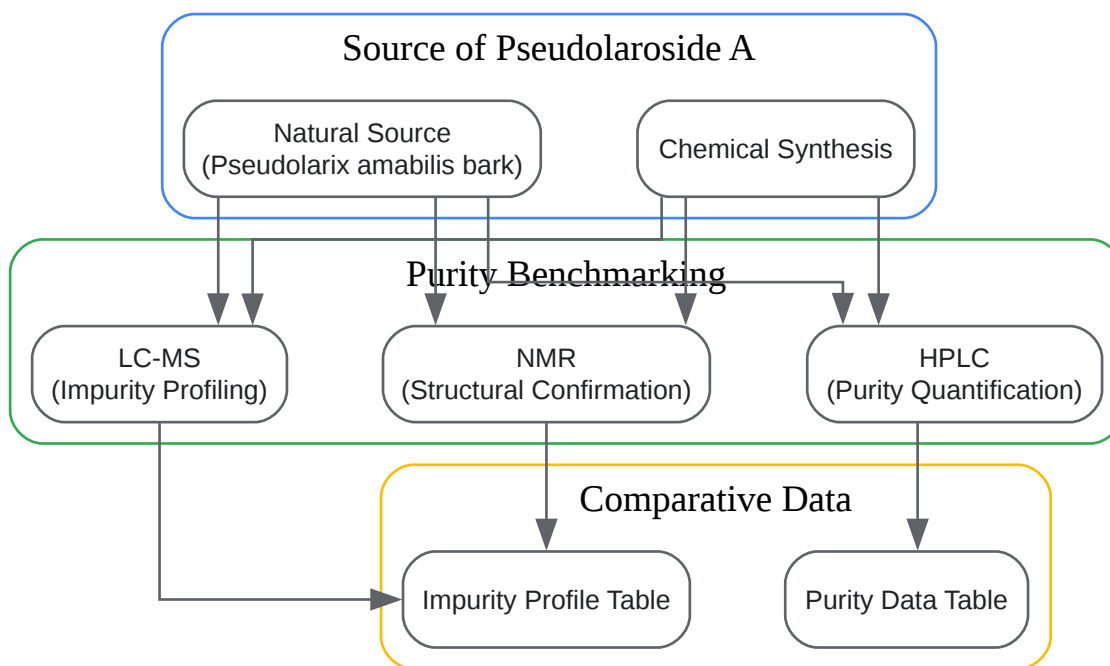 Source of Pseudolaroside A
Natural Source
(Pseudolarix amabilis bark)
Chemical Synthesis
Purity Benchmarking
LC-MS
(Impurity Profiling)
NMR
(Structural Confirmation)
HPLC
(Purity Quantification)
Comparative Data
Impurity Profile Table
Purity Data Table